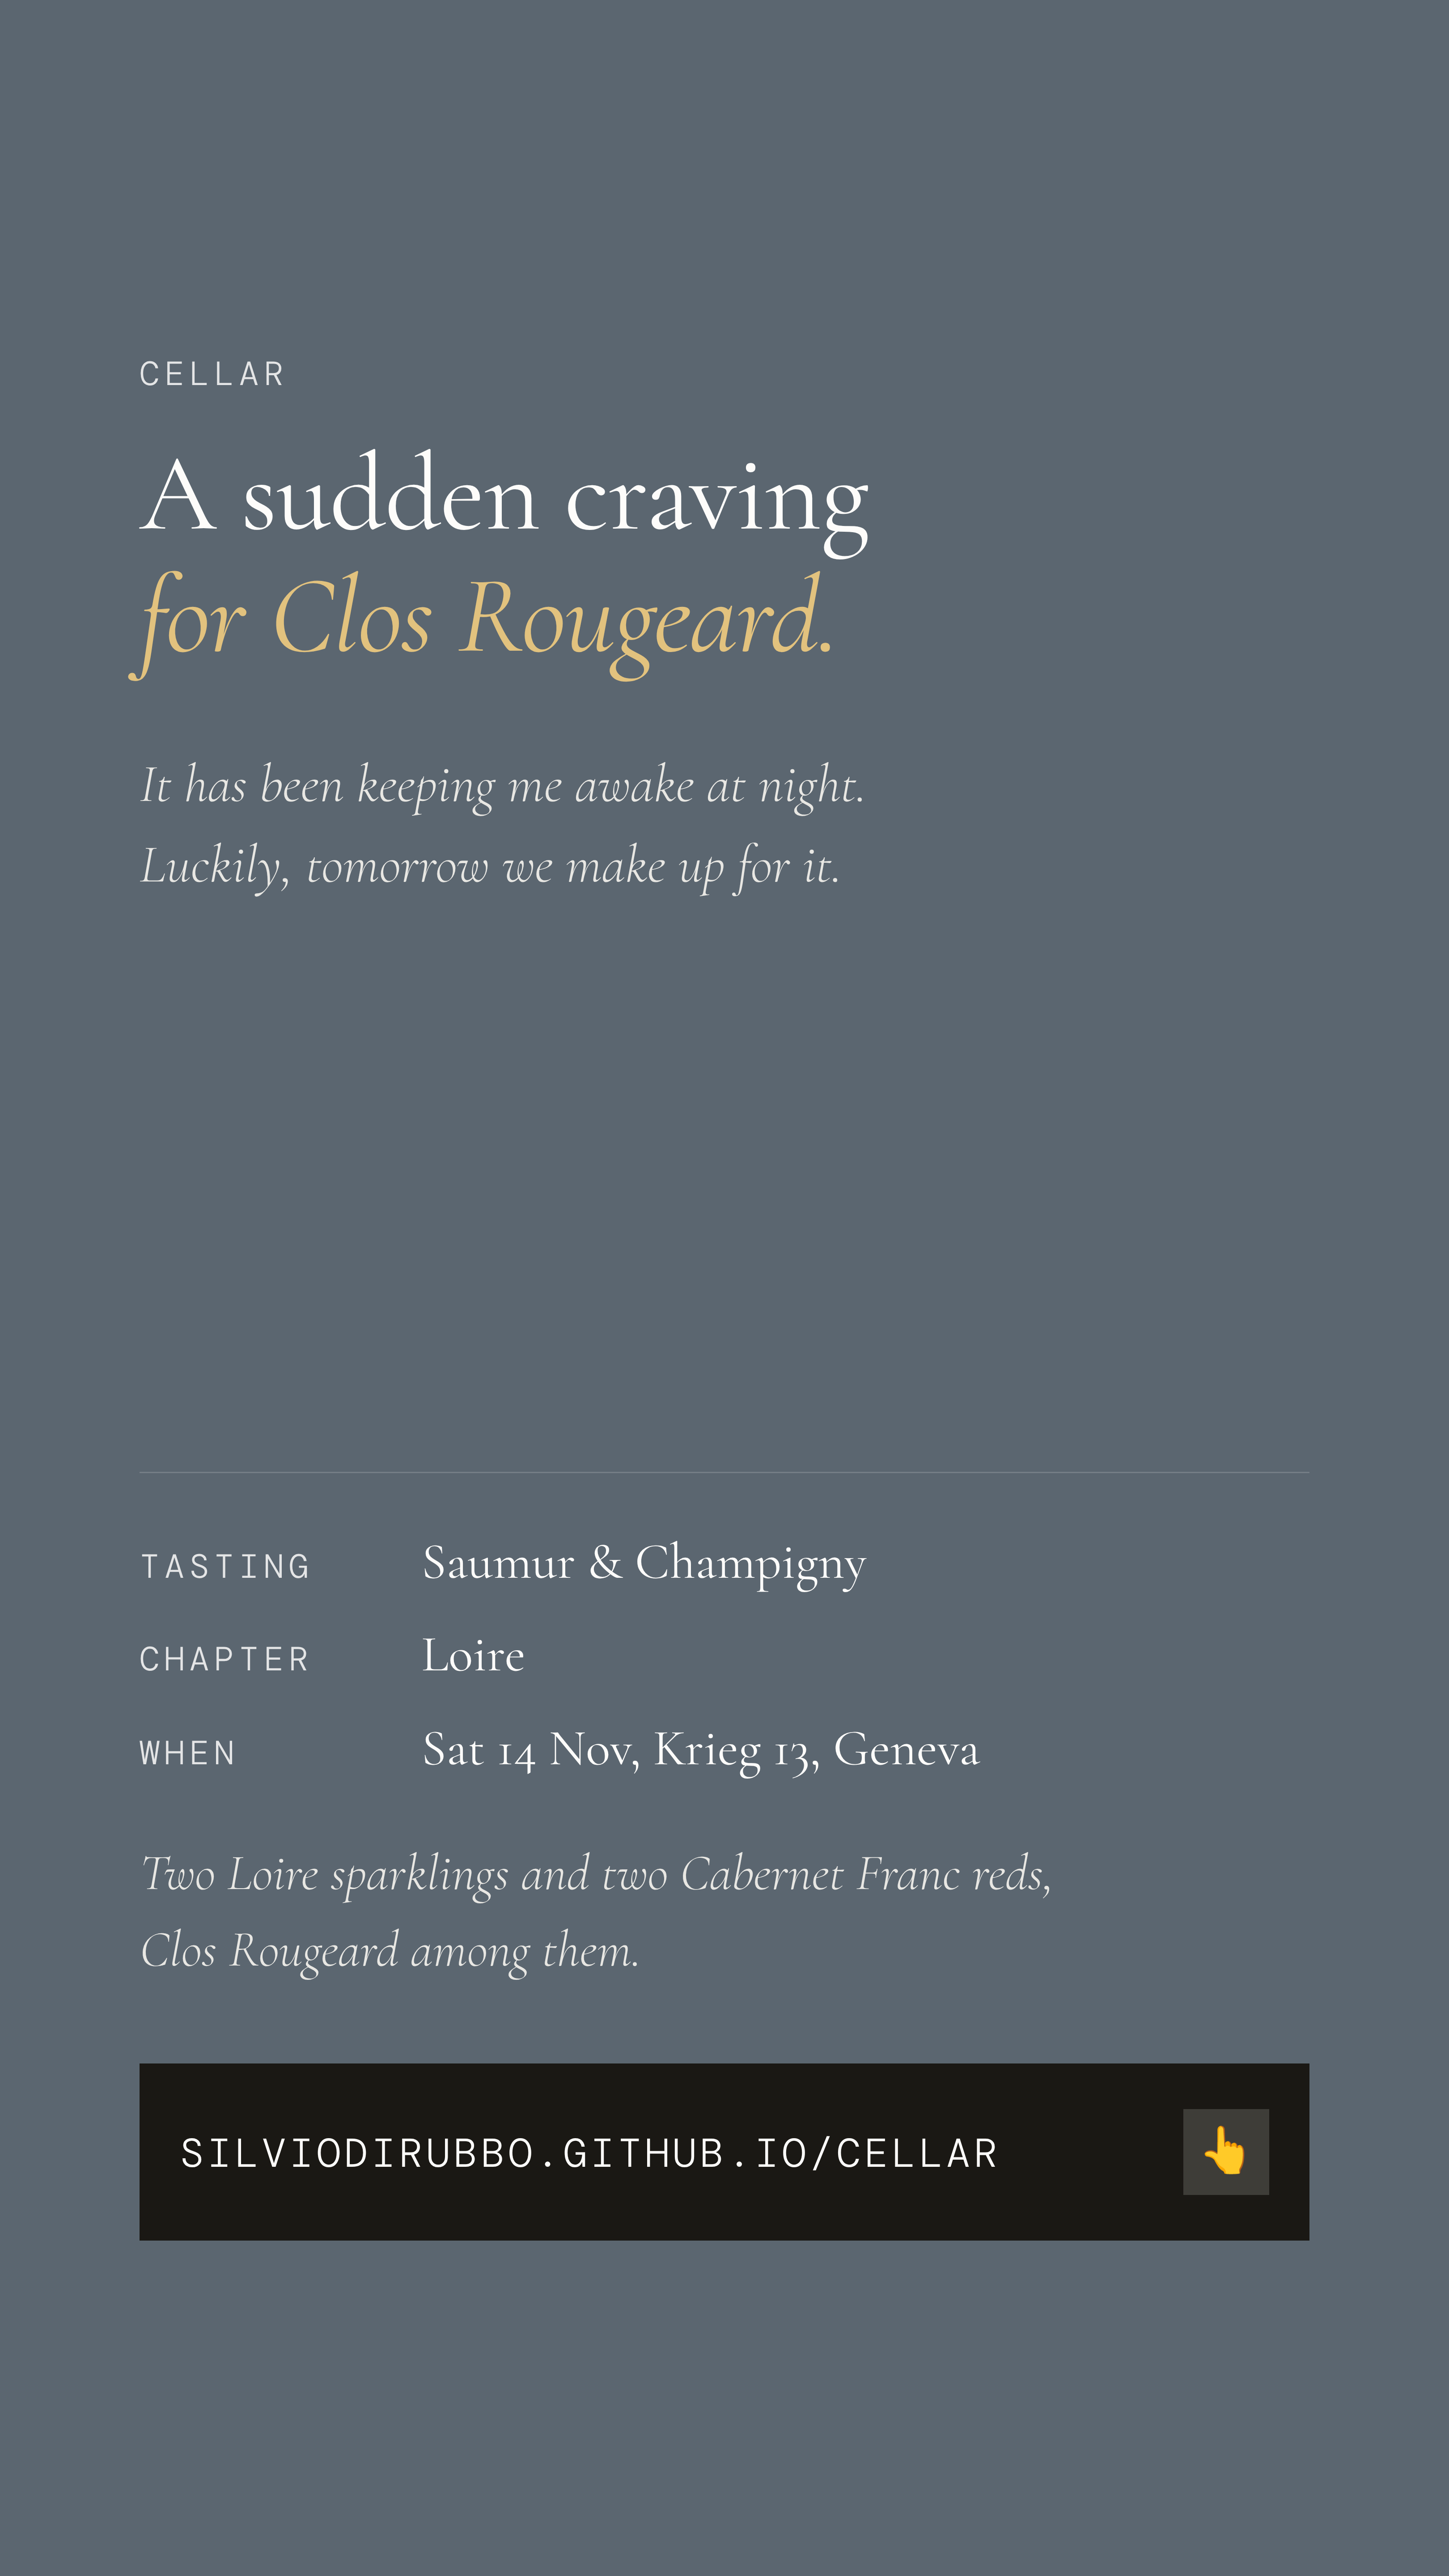 CELLAR
A sudden craving
for Clos Rougeard.
It has been keeping me awake at night.
Luckily, tomorrow we make up for it.
TASTING Saumur & Champigny
CHAPTER Loire
WHEN Sat 14 Nov, Krieg 13, Geneva
Two Loire sparklings and two Cabernet Franc reds,
Clos Rougeard among them.
SILVIODIRUBBO.GITHUB.IO/CELLAR